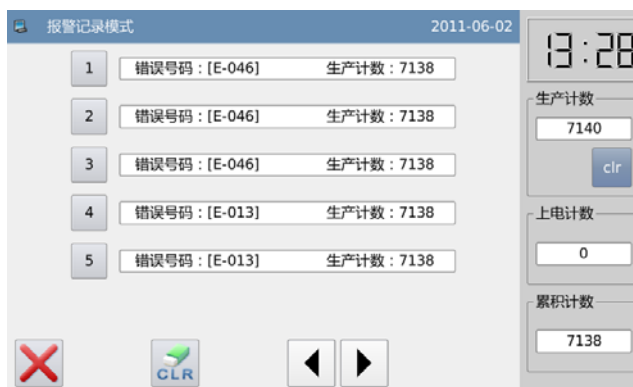 报警记录模式 2011-06-02
1 错误号码：[E-046] 生产计数：7138
2 错误号码：[E-046] 生产计数：7138
3 错误号码：[E-046] 生产计数：7138
4 错误号码：[E-013] 生产计数：7138
5 错误号码：[E-013] 生产计数：7138
CLR
13:28
生产计数
7140
clr
上电计数
0
累积计数
7138